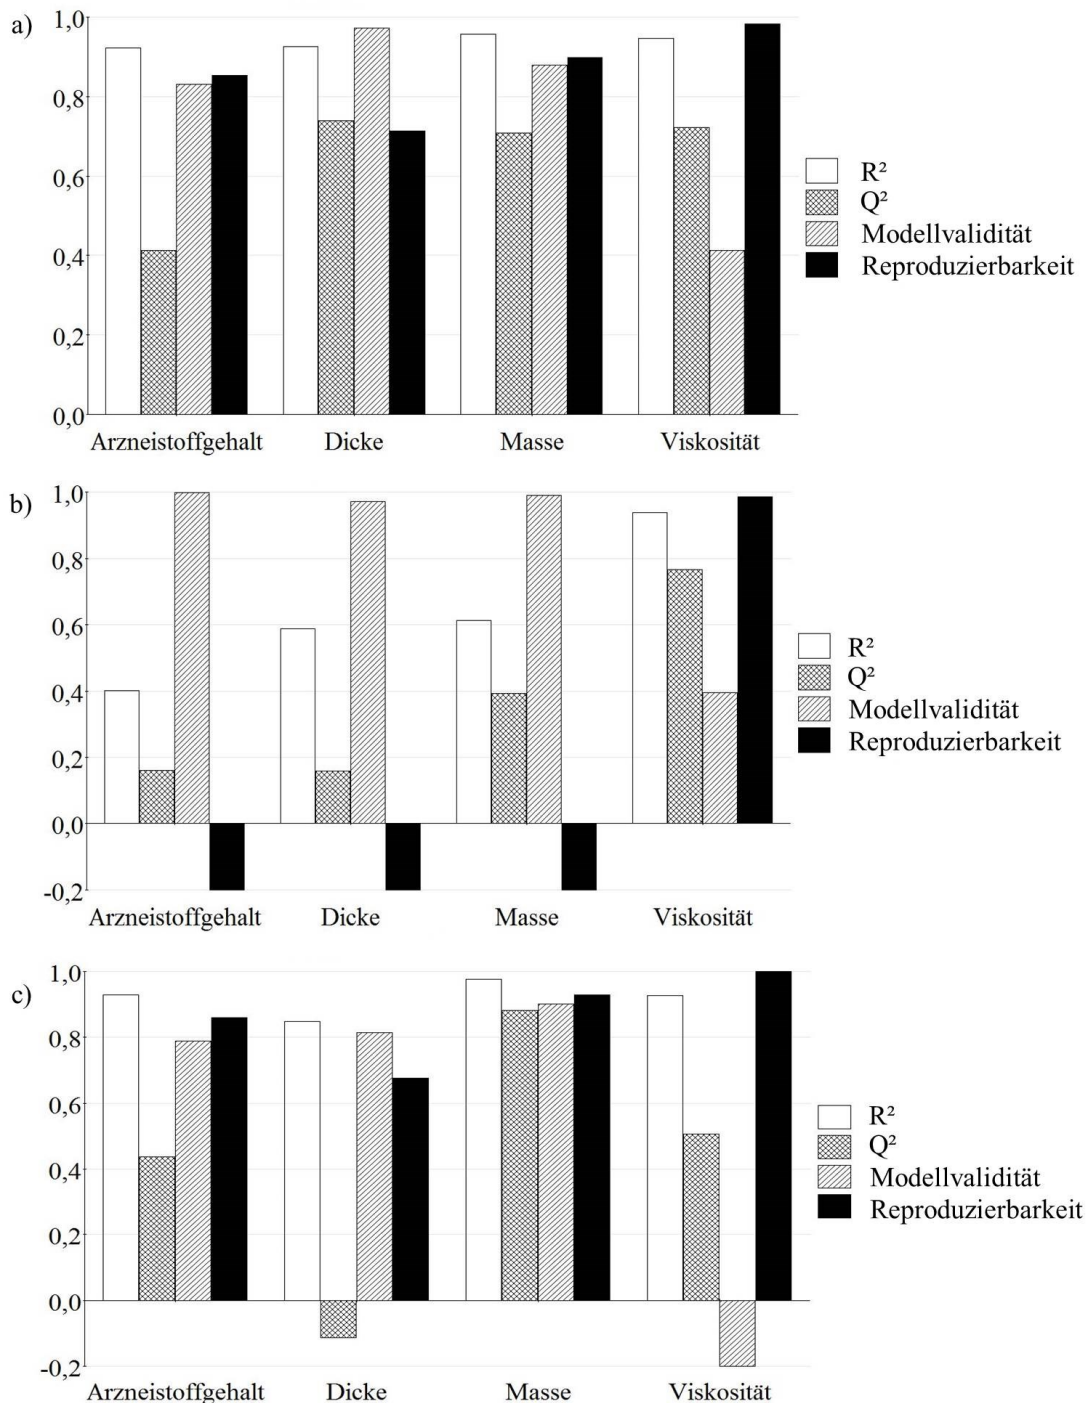 a)
1,0
0,8
0,6
0,4
0,2
0,0
Arzneistoffgehalt Dicke Masse Viskosität
R²
Q²
Modellvalidität
Reproduzierbarkeit
b)
1,0
0,8
0,6
0,4
0,2
0,0
-0,2
Arzneistoffgehalt Dicke Masse Viskosität
R²
Q²
Modellvalidität
Reproduzierbarkeit
c)
1,0
0,8
0,6
0,4
0,2
0,0
-0,2
Arzneistoffgehalt Dicke Masse Viskosität
R²
Q²
Modellvalidität
Reproduzierbarkeit